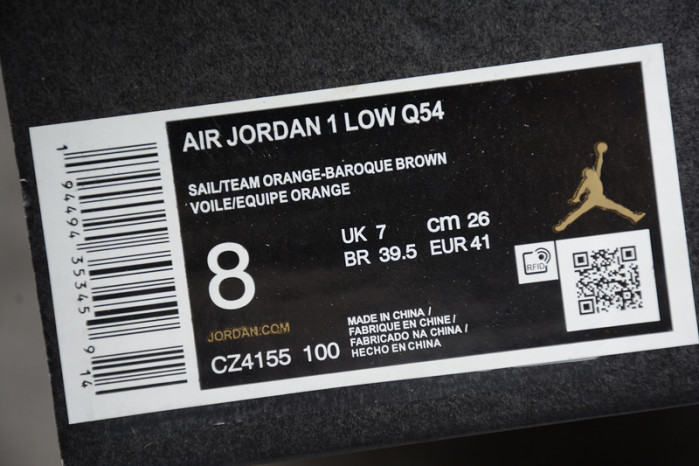 AIR JORDAN 1 LOW Q54
SAIL/TEAM ORANGE-BAROQUE BROWN
VOILE/EQUIPE ORANGE
8
UK 7 cm 26
BR 39.5 EUR 41
RFID
JORDAN.COM
CZ4155 100
MADE IN CHINA /
FABRIQUE EN CHINE /
FABRICADO NA CHINA /
HECHO EN CHINA
1 94494 35345 9 14